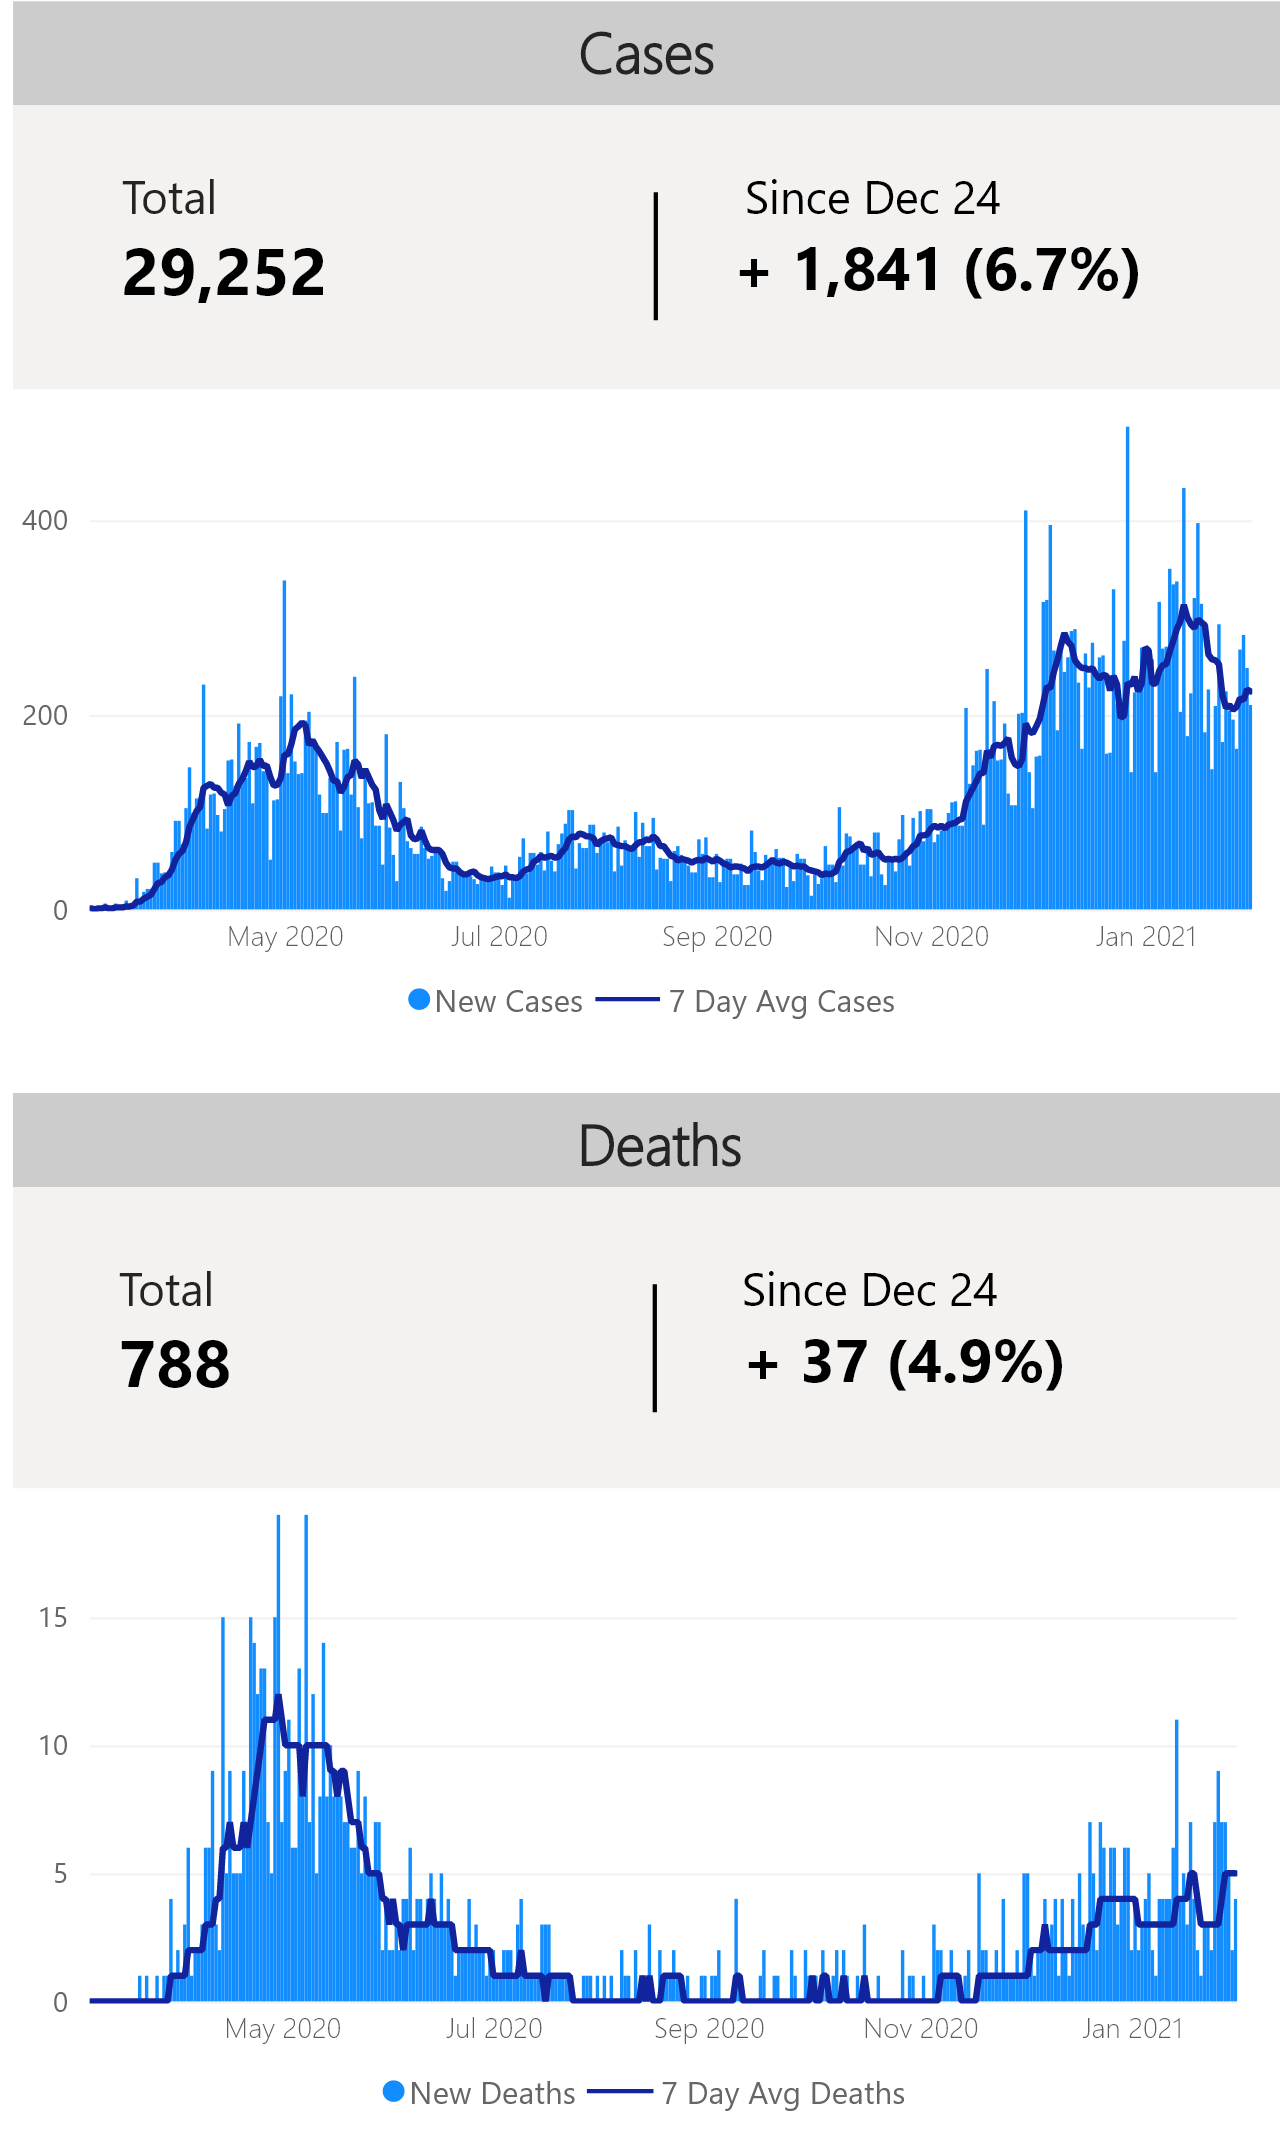 Cases
Total
Since Dec 24
29,252
+ 1,841 (6.7%)
400
200
0
May 2020
Jul 2020
Sep 2020
Nov 2020
Jan 2021
New Cases
7 Day Avg Cases
Deaths
Total
Since Dec 24
788
+ 37 (4.9%)
15
10
5
0
May 2020
Jul 2020
Sep 2020
Nov 2020
Jan 2021
New Deaths
7 Day Avg Deaths